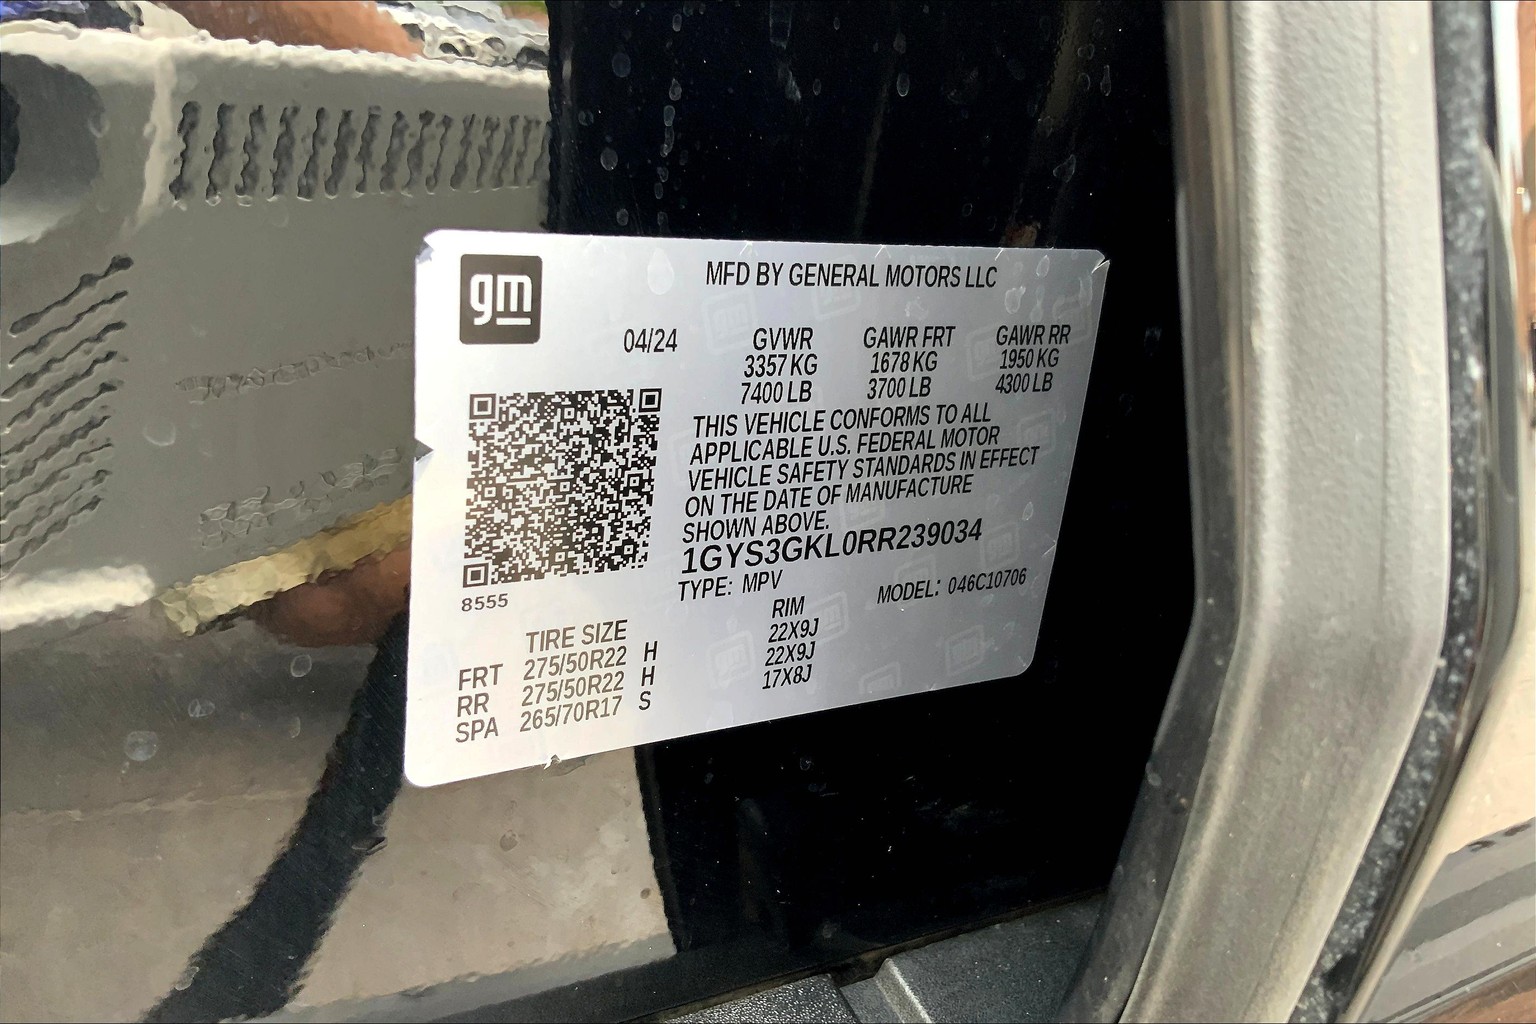 gm
MFD BY GENERAL MOTORS LLC
04/24
GVWR GAWR FRT GAWR RR
3357 KG 1678 KG 1950 KG
7400 LB 3700 LB 4300 LB
THIS VEHICLE CONFORMS TO ALL
APPLICABLE U.S. FEDERAL MOTOR
VEHICLE SAFETY STANDARDS IN EFFECT
ON THE DATE OF MANUFACTURE
SHOWN ABOVE.
1GYS3GKL0RR239034
TYPE: MPV MODEL: 046C10706
8555
TIRE SIZE RIM
FRT 275/50R22 H 22X9J
RR 275/50R22 H 22X9J
SPA 265/70R17 S 17X8J